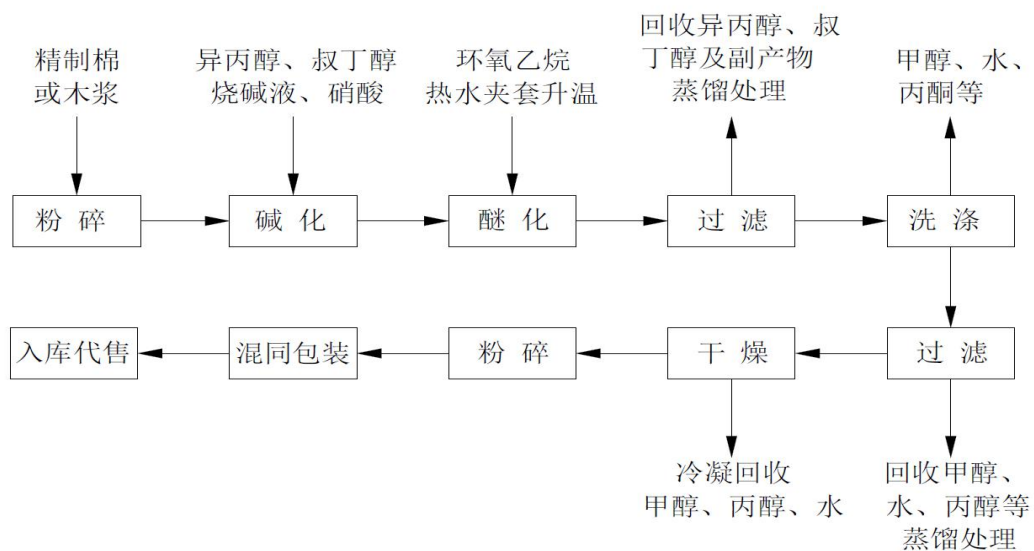 精制棉
或木浆
异丙醇、叔丁醇
烧碱液、硝酸
环氧乙烷
热水夹套升温
回收异丙醇、叔
丁醇及副产物
蒸馏处理
甲醇、水、
丙酮等
粉碎
碱化
醚化
过滤
洗涤
入库代售
混同包装
粉碎
干燥
过滤
冷凝回收
甲醇、丙醇、水
回收甲醇、
水、丙醇等
蒸馏处理